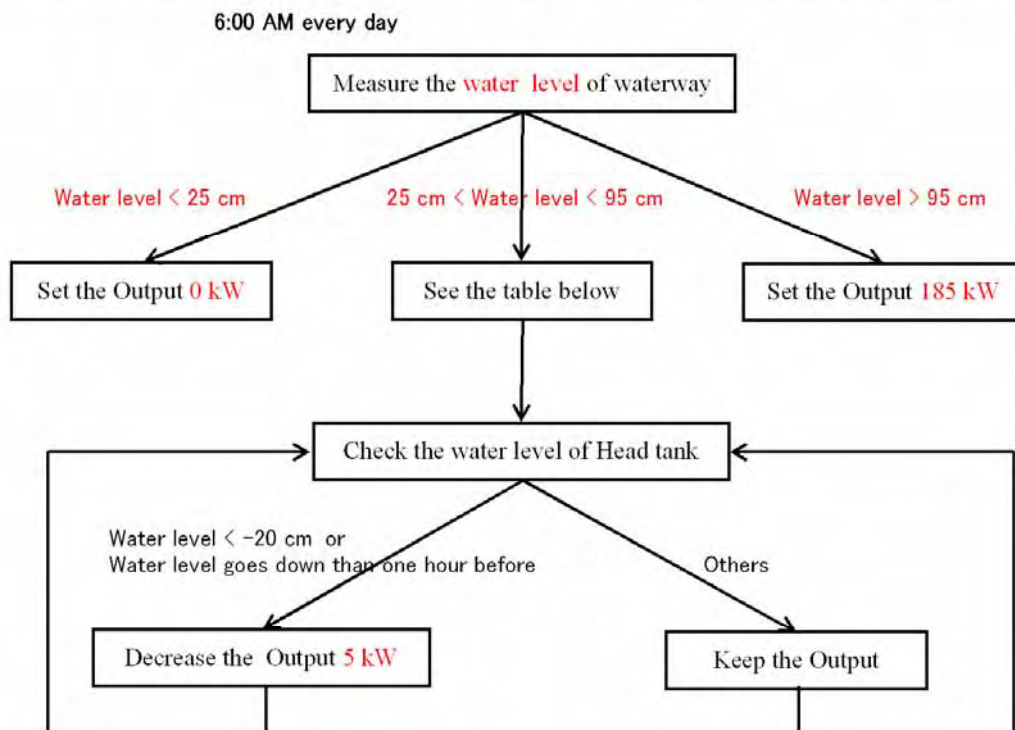 6:00 AM every day
Measure the water level of waterway
Water level < 25 cm
25 cm < Water level < 95 cm
Water level > 95 cm
Set the Output 0 kW
See the table below
Set the Output 185 kW
Check the water level of Head tank
Water level < -20 cm or
Water level goes down than one hour before
Others
Decrease the Output 5 kW
Keep the Output